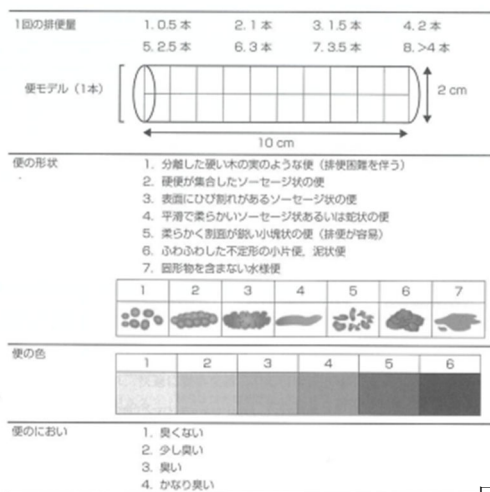 1回の排便量
1. 0.5 本 2. 1 本 3. 1.5 本 4. 2 本
5. 2.5 本 6. 3 本 7. 3.5 本 8. >4 本
便モデル（1本）
2 cm
10 cm
便の形状
1. 分離した硬い木の実のような便（排便困難を伴う）
2. 硬便が集合したソーセージ状の便
3. 表面にひび割れがあるソーセージ状の便
4. 平滑で柔らかいソーセージ状あるいは蛇状の便
5. 柔らかく割面が鋭い小塊状の便（排便が容易）
6. ふわふわした不定形の小片便，泥状便
7. 固形物を含まない水様便
1 2 3 4 5 6 7
便の色
1 2 3 4 5 6
便のにおい
1. 臭くない
2. 少し臭い
3. 臭い
4. かなり臭い